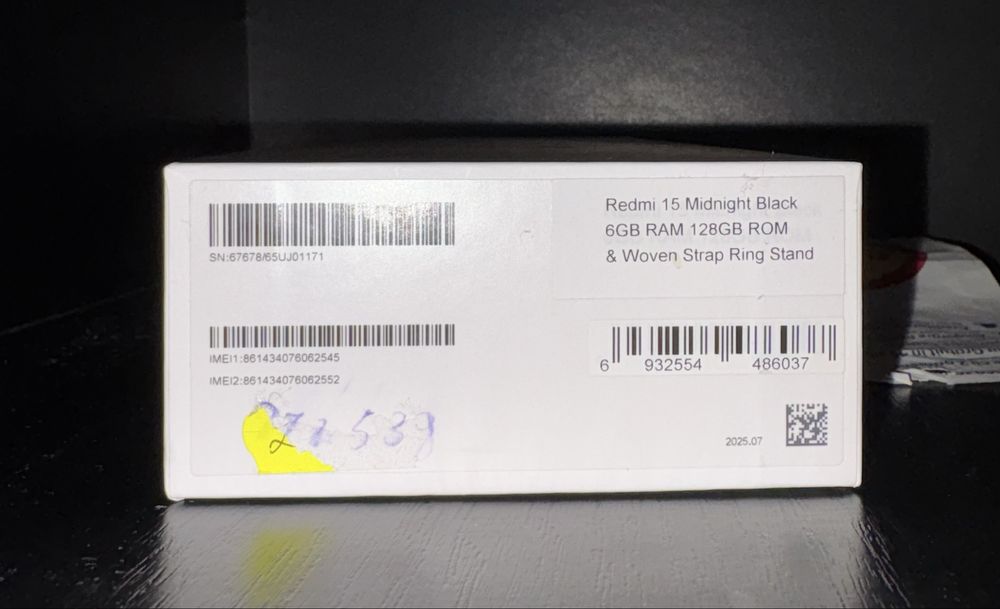 SN:67678/65UJ01171
IMEI1:861434076062545
IMEI2:861434076062552
Redmi 15 Midnight Black
6GB RAM 128GB ROM
& Woven Strap Ring Stand
6 932554 486037
2025.07